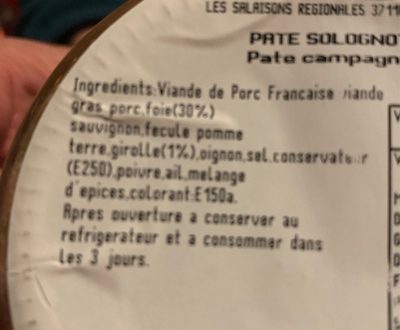 LES SALAISONS REGIONALES 3711
PATE SOLOGNOT
Pate campagn
Ingredients:Viande de Porc Francaise viande
gras porc,foie(30%)
sauvignon,fecule pomme
terre,girolle(1%),oignon,sel,conservateur
(E250),poivre,ail,melange
d'epices,colorant:E150a.
Apres ouverture a conserver au
refrigerateur et a consommer dans
les 3 jours.